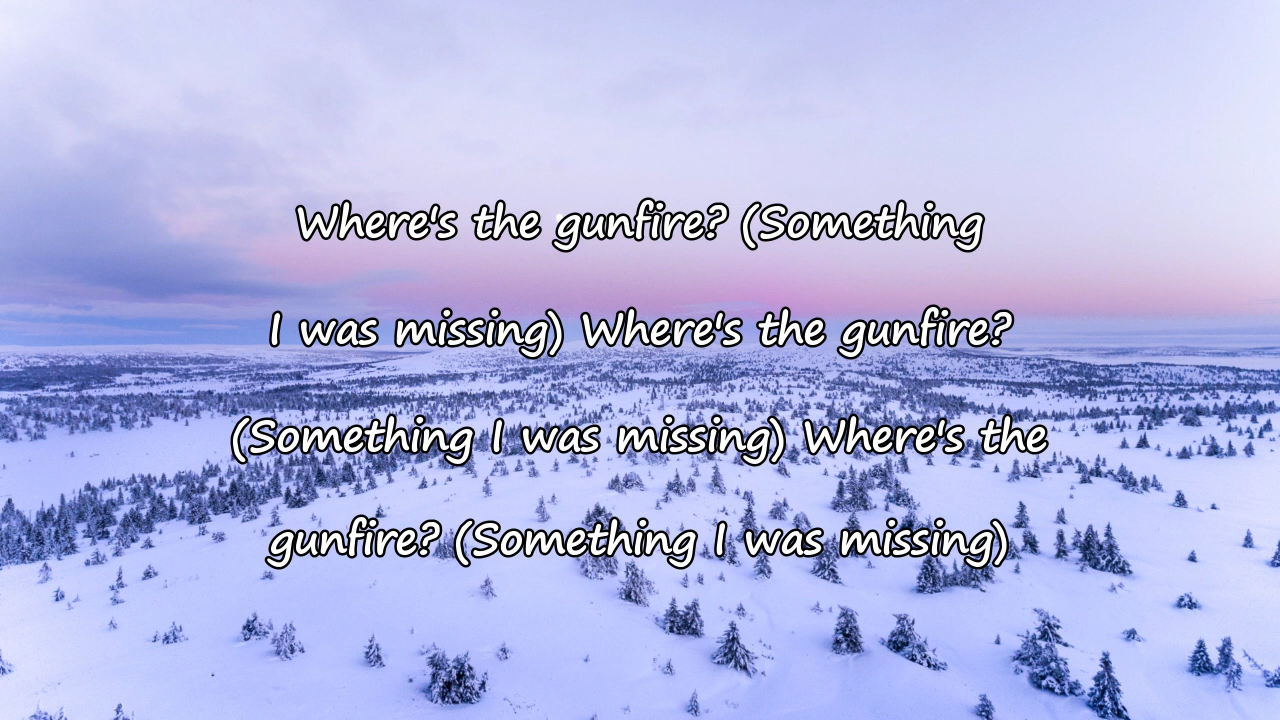 Where's the gunfire? (Something
I was missing) Where's the gunfire?
(Something I was missing) Where's the
gunfire? (Something I was missing)